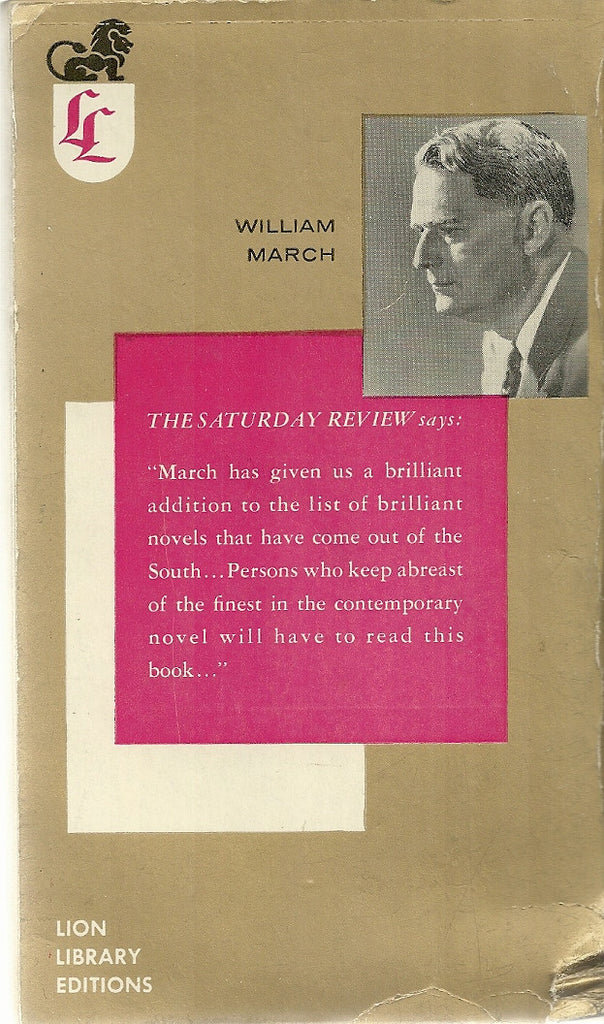 LL
WILLIAM
MARCH
THE SATURDAY REVIEW says:
“March has given us a brilliant
addition to the list of brilliant
novels that have come out of the
South...Persons who keep abreast
of the finest in the contemporary
novel will have to read this
book...”
LION
LIBRARY
EDITIONS